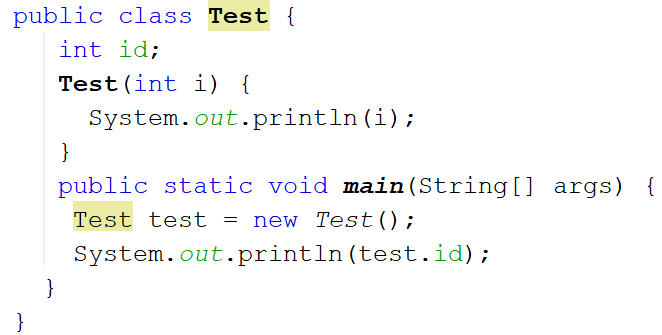 public class Test {
int id;
Test(int i) {
System.out.println(i);
}
public static void main(String[] args) {
Test test = new Test();
System.out.println(test.id);
}
}